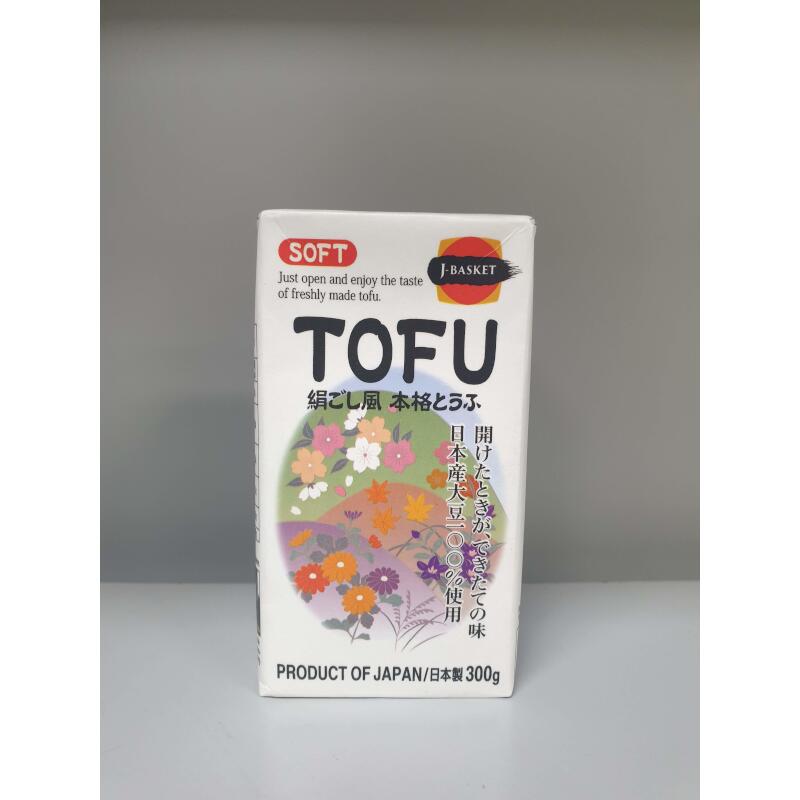 SOFT
J-BASKET
Just open and enjoy the taste
of freshly made tofu.
TOFU
絹ごし風 本格とうふ
開けたときが、できたての味
日本産大豆一〇〇%使用
PRODUCT OF JAPAN/日本製 300g